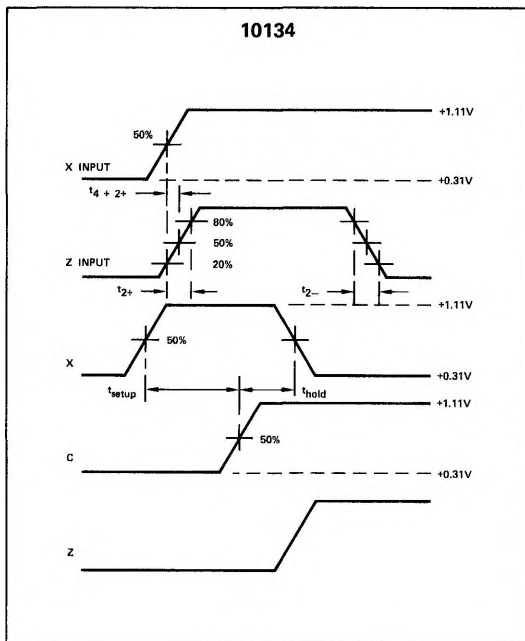 10134
+1.11V
50%
X INPUT
+0.31V
t4 + 2+
80%
Z INPUT
50%
20%
t2+
t2–
+1.11V
50%
X
+0.31V
tsetup
thold
+1.11V
50%
C
+0.31V
Z